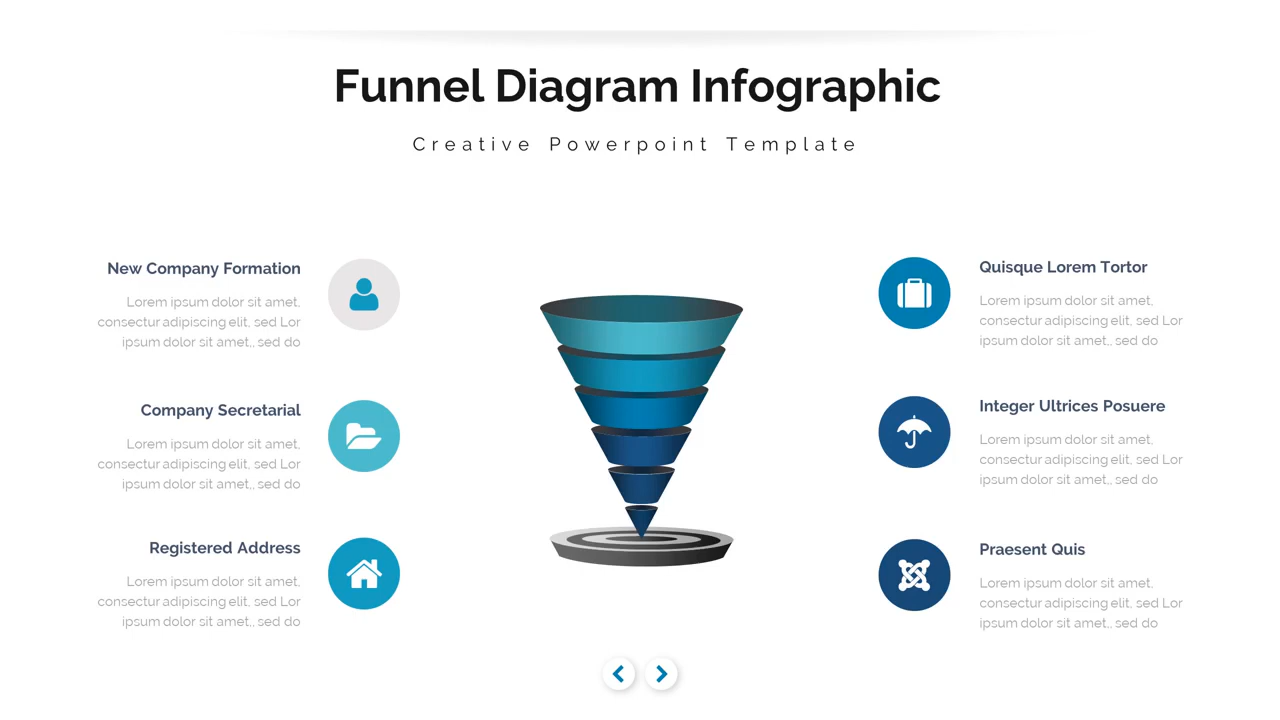 Funnel Diagram Infographic
Creative Powerpoint Template
New Company Formation
Lorem ipsum dolor sit amet,
consectur adipiscing elit, sed Lor
ipsum dolor sit amet,, sed do
Company Secretarial
Lorem ipsum dolor sit amet,
consectur adipiscing elit, sed Lor
ipsum dolor sit amet,, sed do
Registered Address
Lorem ipsum dolor sit amet,
consectur adipiscing elit, sed Lor
ipsum dolor sit amet,, sed do
Quisque Lorem Tortor
Lorem ipsum dolor sit amet,
consectur adipiscing elit, sed Lor
ipsum dolor sit amet,, sed do
Integer Ultrices Posuere
Lorem ipsum dolor sit amet,
consectur adipiscing elit, sed Lor
ipsum dolor sit amet,, sed do
Praesent Quis
Lorem ipsum dolor sit amet,
consectur adipiscing elit, sed Lor
ipsum dolor sit amet,, sed do